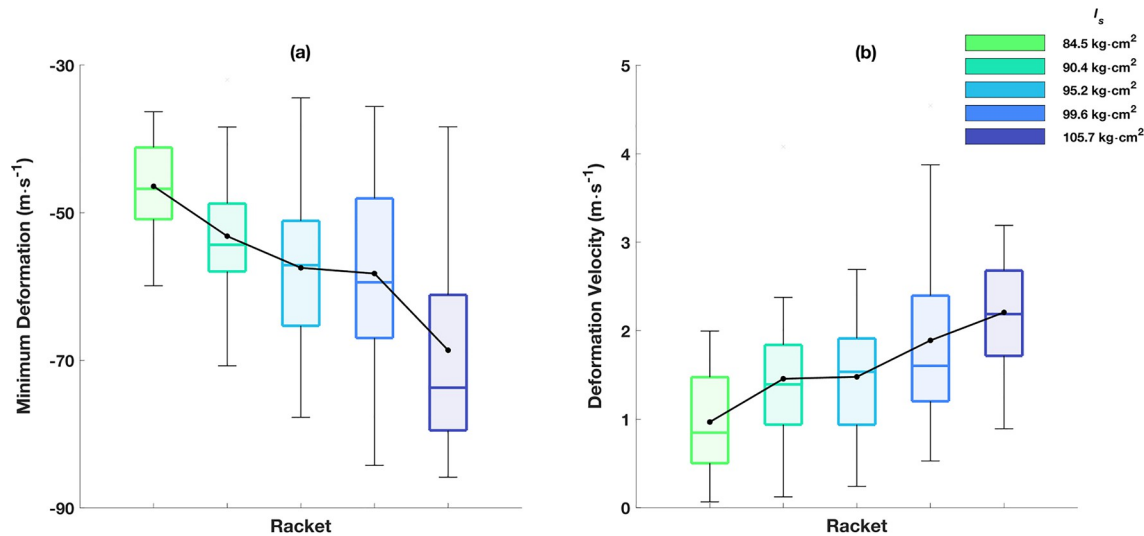 (a)
Minimum Deformation (m·s⁻¹)
-30
-50
-70
-90
Racket
(b)
Deformation Velocity (m·s⁻¹)
5
4
3
2
1
0
Racket
Iₛ
84.5 kg·cm²
90.4 kg·cm²
95.2 kg·cm²
99.6 kg·cm²
105.7 kg·cm²